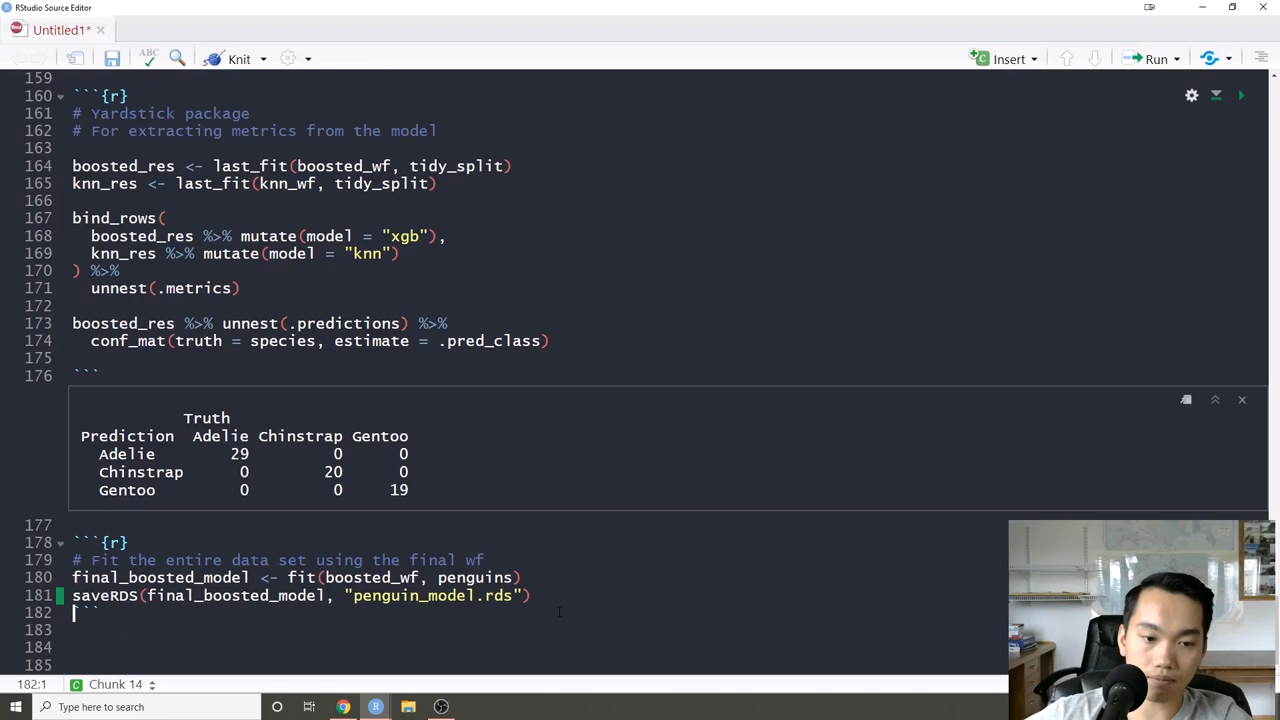 RStudio Source Editor
Untitled1*
ABC
Knit
Insert
Run
159
160 ```{r}
161 # Yardstick package
162 # For extracting metrics from the model
163
164 boosted_res <- last_fit(boosted_wf, tidy_split)
165 knn_res <- last_fit(knn_wf, tidy_split)
166
167 bind_rows(
168 boosted_res %>% mutate(model = "xgb"),
169 knn_res %>% mutate(model = "knn")
170 ) %>%
171 unnest(.metrics)
172
173 boosted_res %>% unnest(.predictions) %>%
174 conf_mat(truth = species, estimate = .pred_class)
175
176 ```
Truth
Prediction Adelie Chinstrap Gentoo
Adelie 29 0 0
Chinstrap 0 20 0
Gentoo 0 0 19
177
178 ```{r}
179 # Fit the entire data set using the final wf
180 final_boosted_model <- fit(boosted_wf, penguins)
181 saveRDS(final_boosted_model, "penguin_model.rds")
182 ```
183
184
185
182:1 Chunk 14
Type here to search